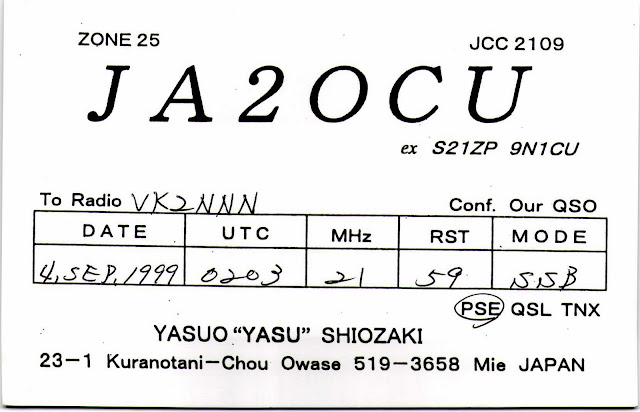 ZONE 25 JCC 2109
JA2OCU
ex S21ZP 9N1CU
To Radio VK2NNN Conf. Our QSO
DATE UTC MHz RST MODE
4, SEP, 1999 0203 21 59 SSB
PSE QSL TNX
YASUO "YASU" SHIOZAKI
23-1 Kuranotani-Chou Owase 519-3658 Mie JAPAN